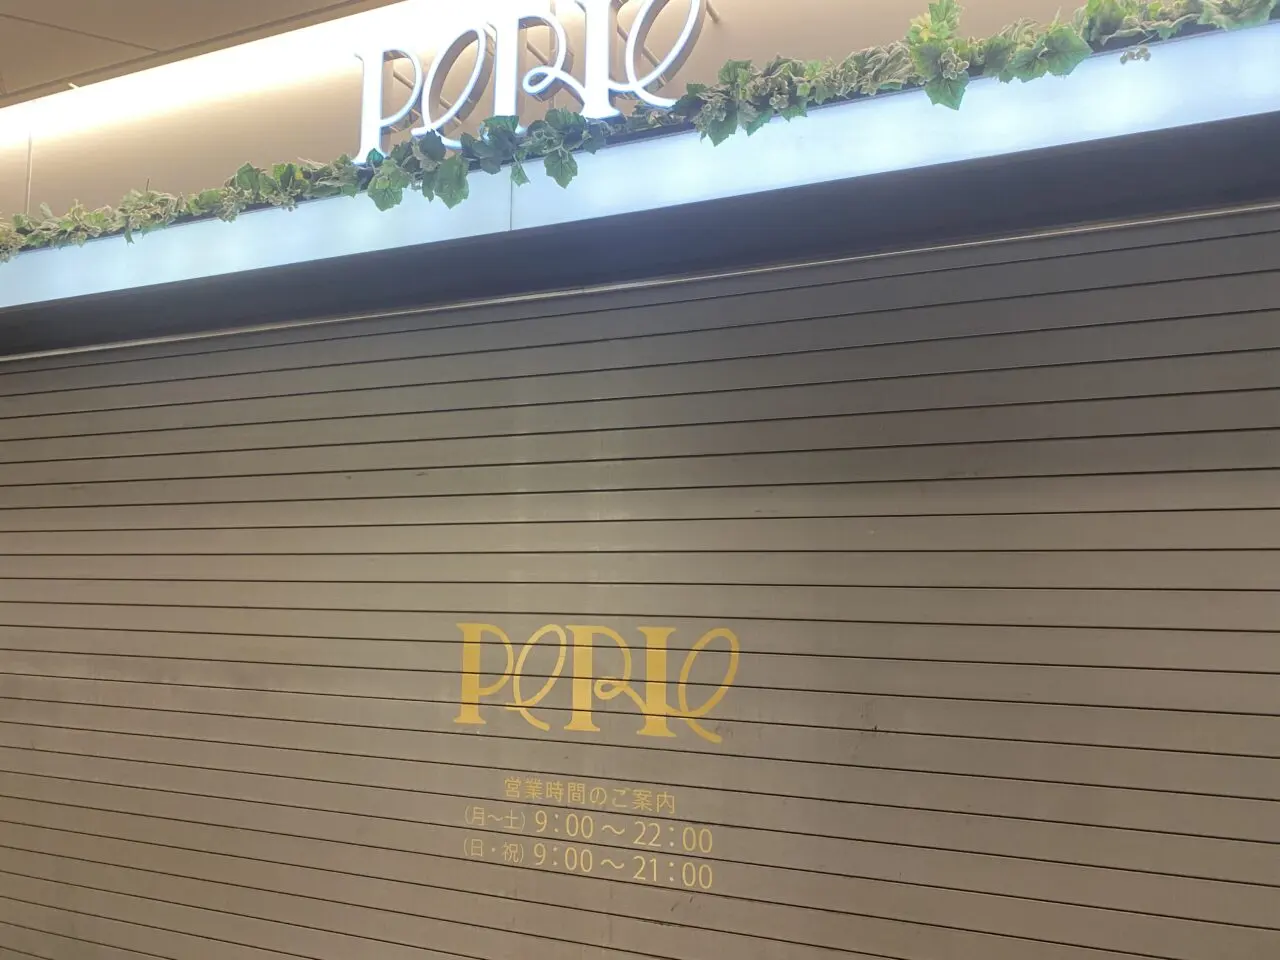 PeRIe
PeRIe
営業時間のご案内
(月～土) 9:00～22:00
(日・祝) 9:00～21:00